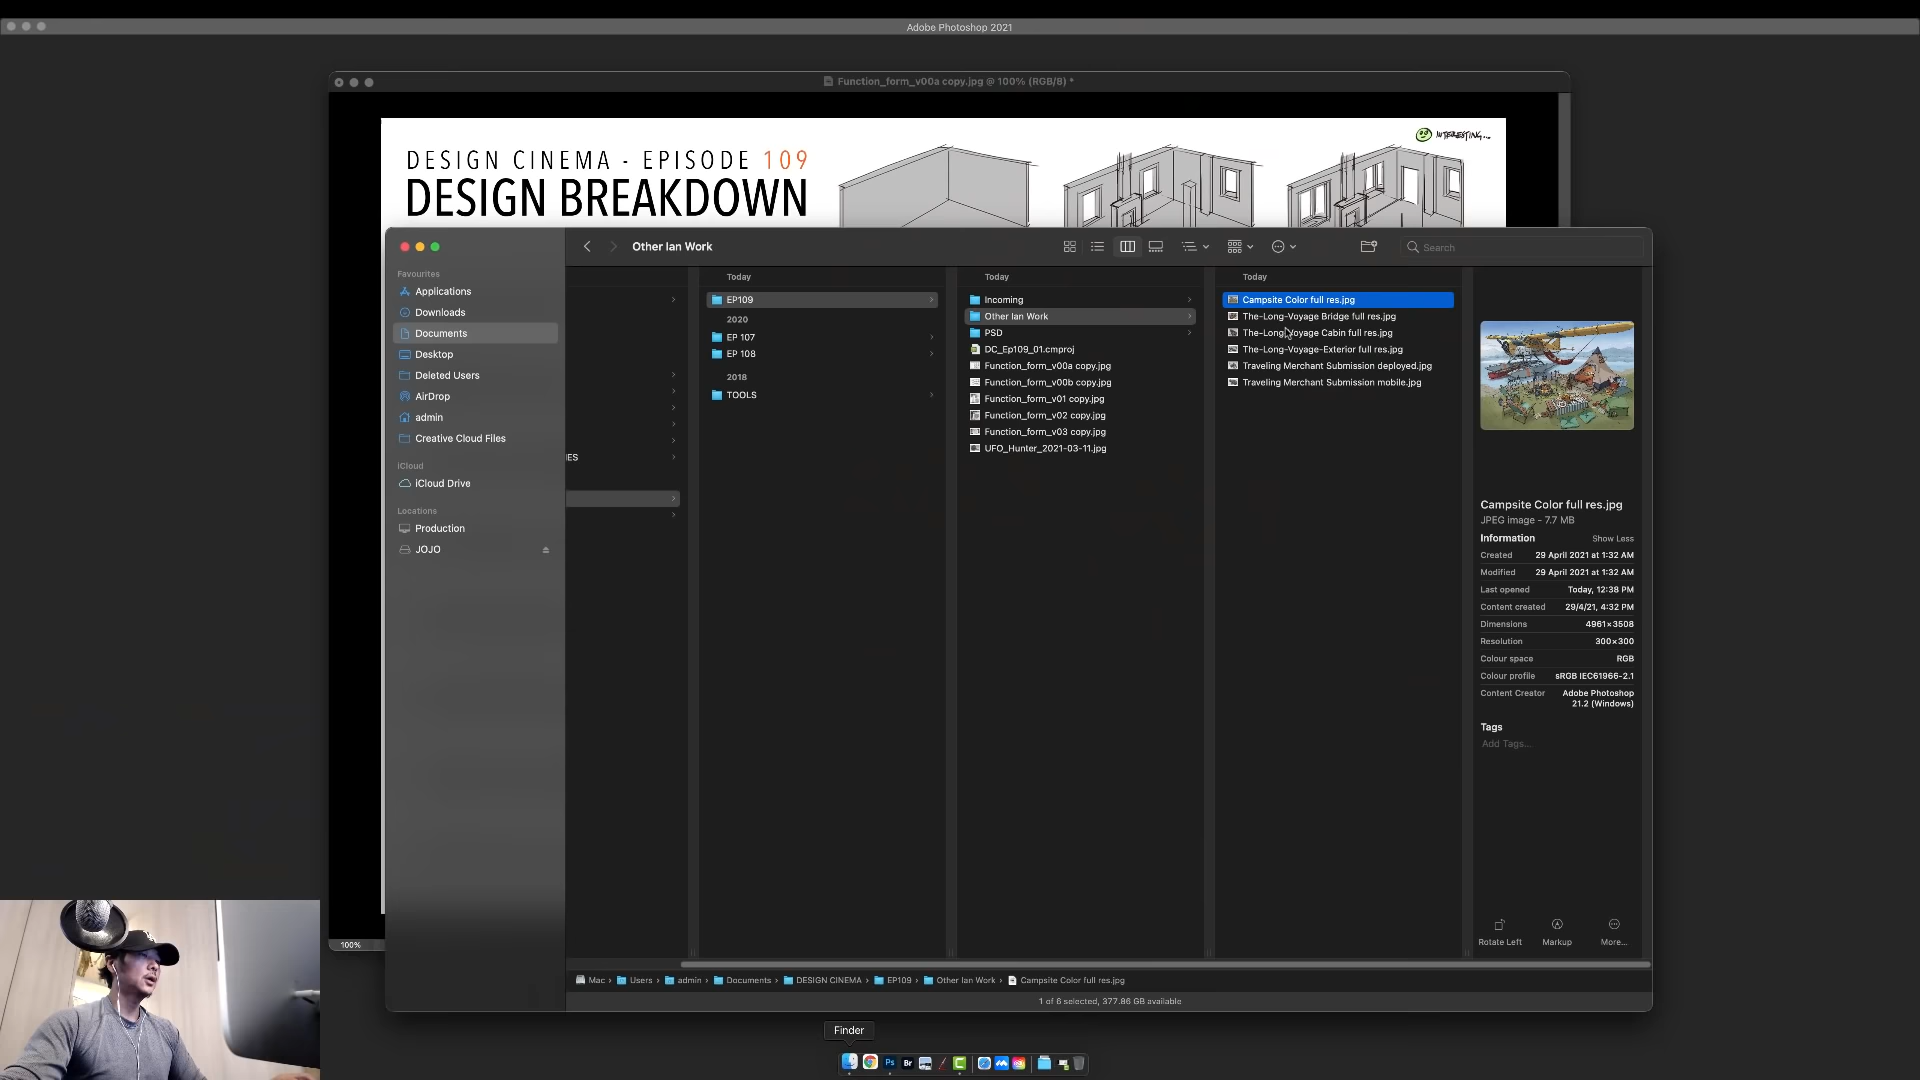 Adobe Photoshop 2021
Function_form_v00a copy.jpg @ 100% (RGB/8) *
INTERESTING...
DESIGN CINEMA - EPISODE 109
DESIGN BREAKDOWN
Other Ian Work
Search
Favourites
Applications
Downloads
Documents
Desktop
Deleted Users
AirDrop
admin
Creative Cloud Files
iCloud
iCloud Drive
Locations
Production
JOJO
ES
Today
EP109
2020
EP 107
EP 108
2018
TOOLS
Today
Incoming
Other Ian Work
PSD
DC_Ep109_01.cmproj
Function_form_v00a copy.jpg
Function_form_v00b copy.jpg
Function_form_v01 copy.jpg
Function_form_v02 copy.jpg
Function_form_v03 copy.jpg
UFO_Hunter_2021-03-11.jpg
Today
Campsite Color full res.jpg
The-Long-Voyage Bridge full res.jpg
The-Long-Voyage Cabin full res.jpg
The-Long-Voyage-Exterior full res.jpg
Traveling Merchant Submission deployed.jpg
Traveling Merchant Submission mobile.jpg
Campsite Color full res.jpg
JPEG image - 7.7 MB
Information Show Less
Created 29 April 2021 at 1:32 AM
Modified 29 April 2021 at 1:32 AM
Last opened Today, 12:38 PM
Content created 29/4/21, 4:32 PM
Dimensions 4961×3508
Resolution 300×300
Colour space RGB
Colour profile sRGB IEC61966-2.1
Content Creator Adobe Photoshop
21.2 (Windows)
Tags
Add Tags...
Rotate Left Markup More...
100%
Mac › Users › admin › Documents › DESIGN CINEMA › EP109 › Other Ian Work › Campsite Color full res.jpg
1 of 6 selected, 377.86 GB available
Finder
Ps Br